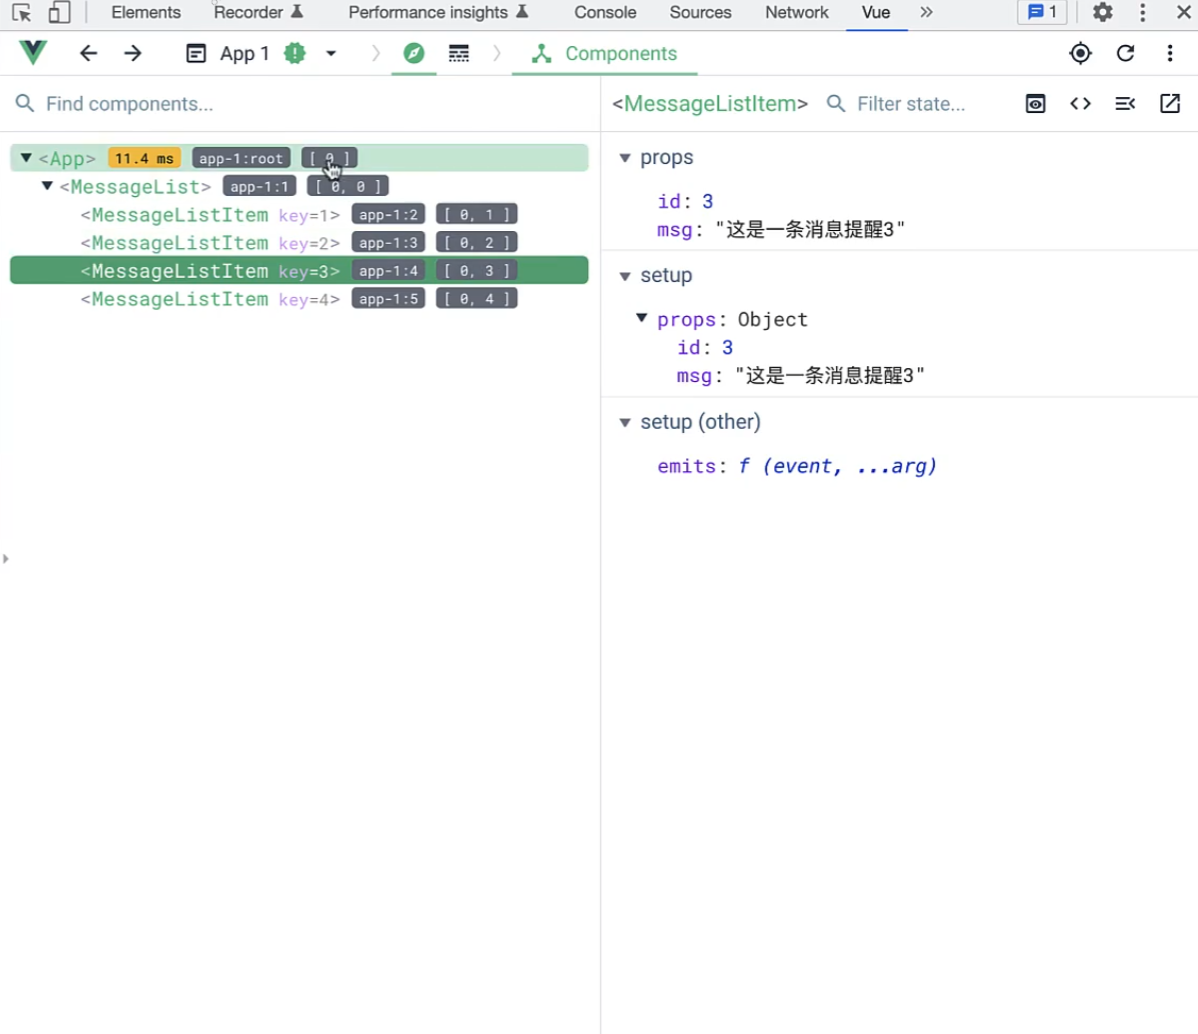 Elements Recorder Performance insights Console Sources Network Vue » 1
App 1 Components
Find components...
<App> 11.4 ms app-1:root [ 0 ]
<MessageList> app-1:1 [ 0, 0 ]
<MessageListItem key=1> app-1:2 [ 0, 1 ]
<MessageListItem key=2> app-1:3 [ 0, 2 ]
<MessageListItem key=3> app-1:4 [ 0, 3 ]
<MessageListItem key=4> app-1:5 [ 0, 4 ]
<MessageListItem> Filter state...
props
id: 3
msg: "这是一条消息提醒3"
setup
props: Object
id: 3
msg: "这是一条消息提醒3"
setup (other)
emits: f (event, ...arg)